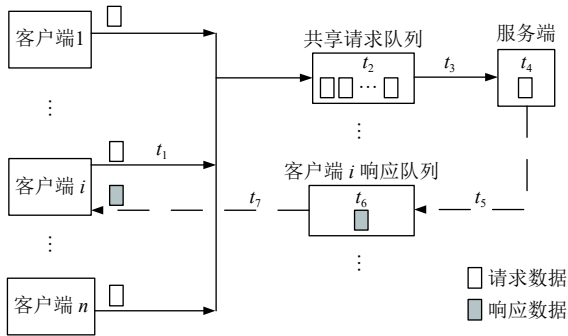 客户端1
共享请求队列
服务端
t2
t3
t4
…
⋮
⋮
t1
客户端 i 响应队列
客户端 i
t7
t6
t5
⋮
⋮
请求数据
客户端 n
响应数据